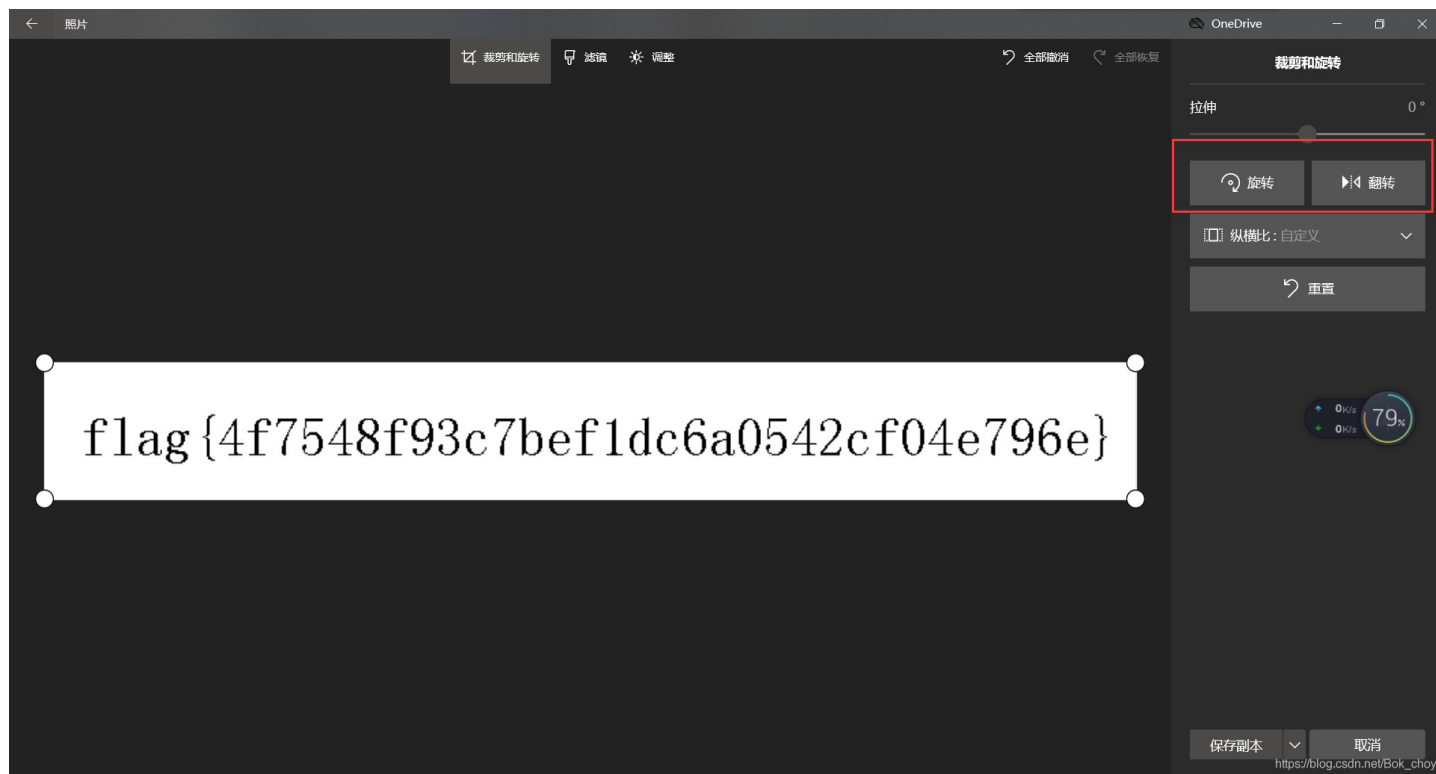 照片
OneDrive
裁剪和旋转 滤镜 调整 全部撤消 全部恢复
裁剪和旋转
拉伸 0°
旋转 翻转
纵横比：自定义
重置
0K/s
0K/s
79%
flag{4f7548f93c7bef1dc6a0542cf04e796e}
保存副本 取消
https://blog.csdn.net/Bok_choy